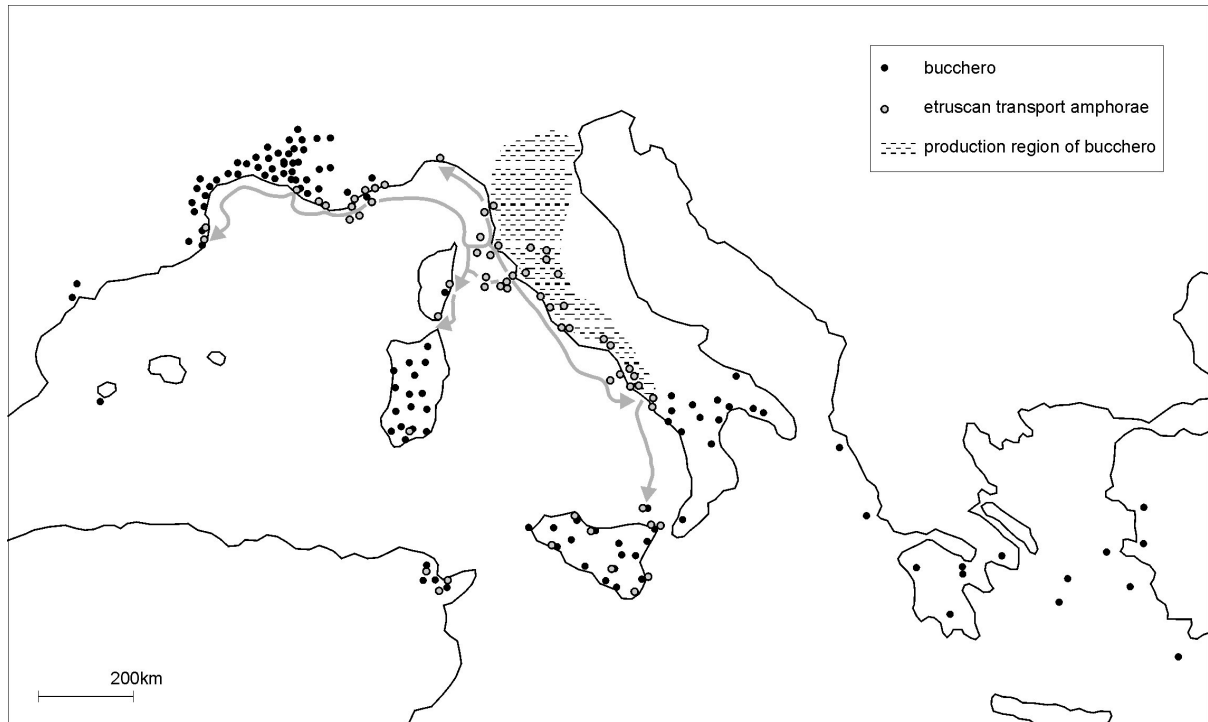 bucchero
etruscan transport amphorae
production region of bucchero
200km